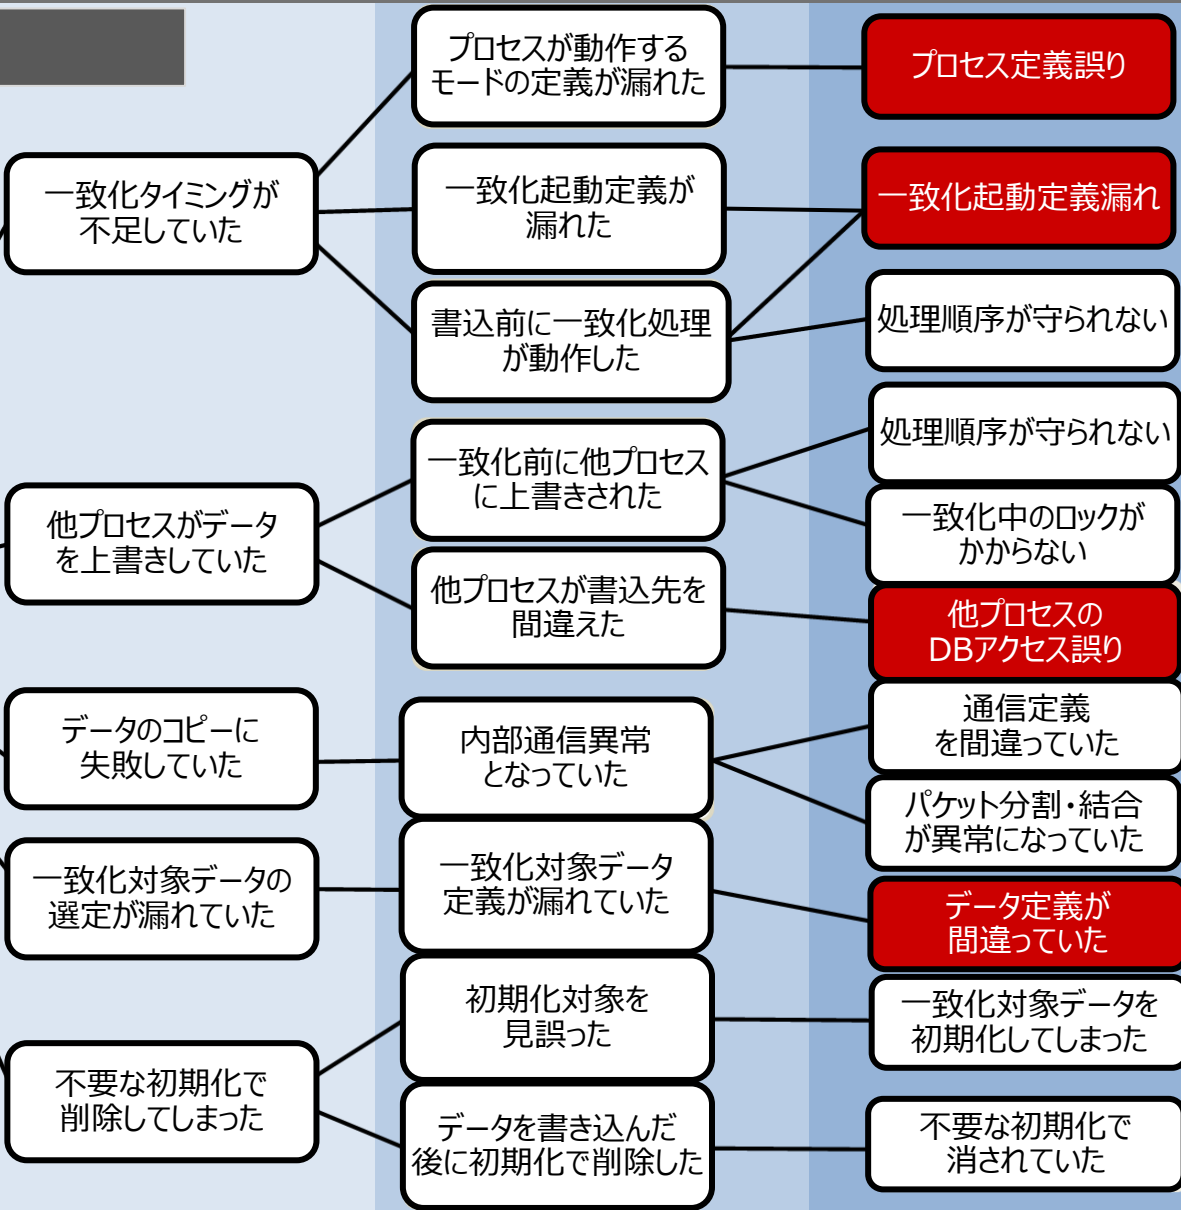 プロセスが動作する
モードの定義が漏れた
プロセス定義誤り
一致化タイミングが
不足していた
一致化起動定義が
漏れた
一致化起動定義漏れ
書込前に一致化処理
が動作した
処理順序が守られない
処理順序が守られない
他プロセスがデータ
を上書きしていた
一致化前に他プロセス
に上書きされた
一致化中のロックが
かからない
他プロセスが書込先を
間違えた
他プロセスの
DBアクセス誤り
データのコピーに
失敗していた
内部通信異常
となっていた
通信定義
を間違っていた
パケット分割・結合
が異常になっていた
一致化対象データの
選定が漏れていた
一致化対象データ
定義が漏れていた
データ定義が
間違っていた
不要な初期化で
削除してしまった
初期化対象を
見誤った
一致化対象データを
初期化してしまった
データを書き込んだ
後に初期化で削除した
不要な初期化で
消されていた